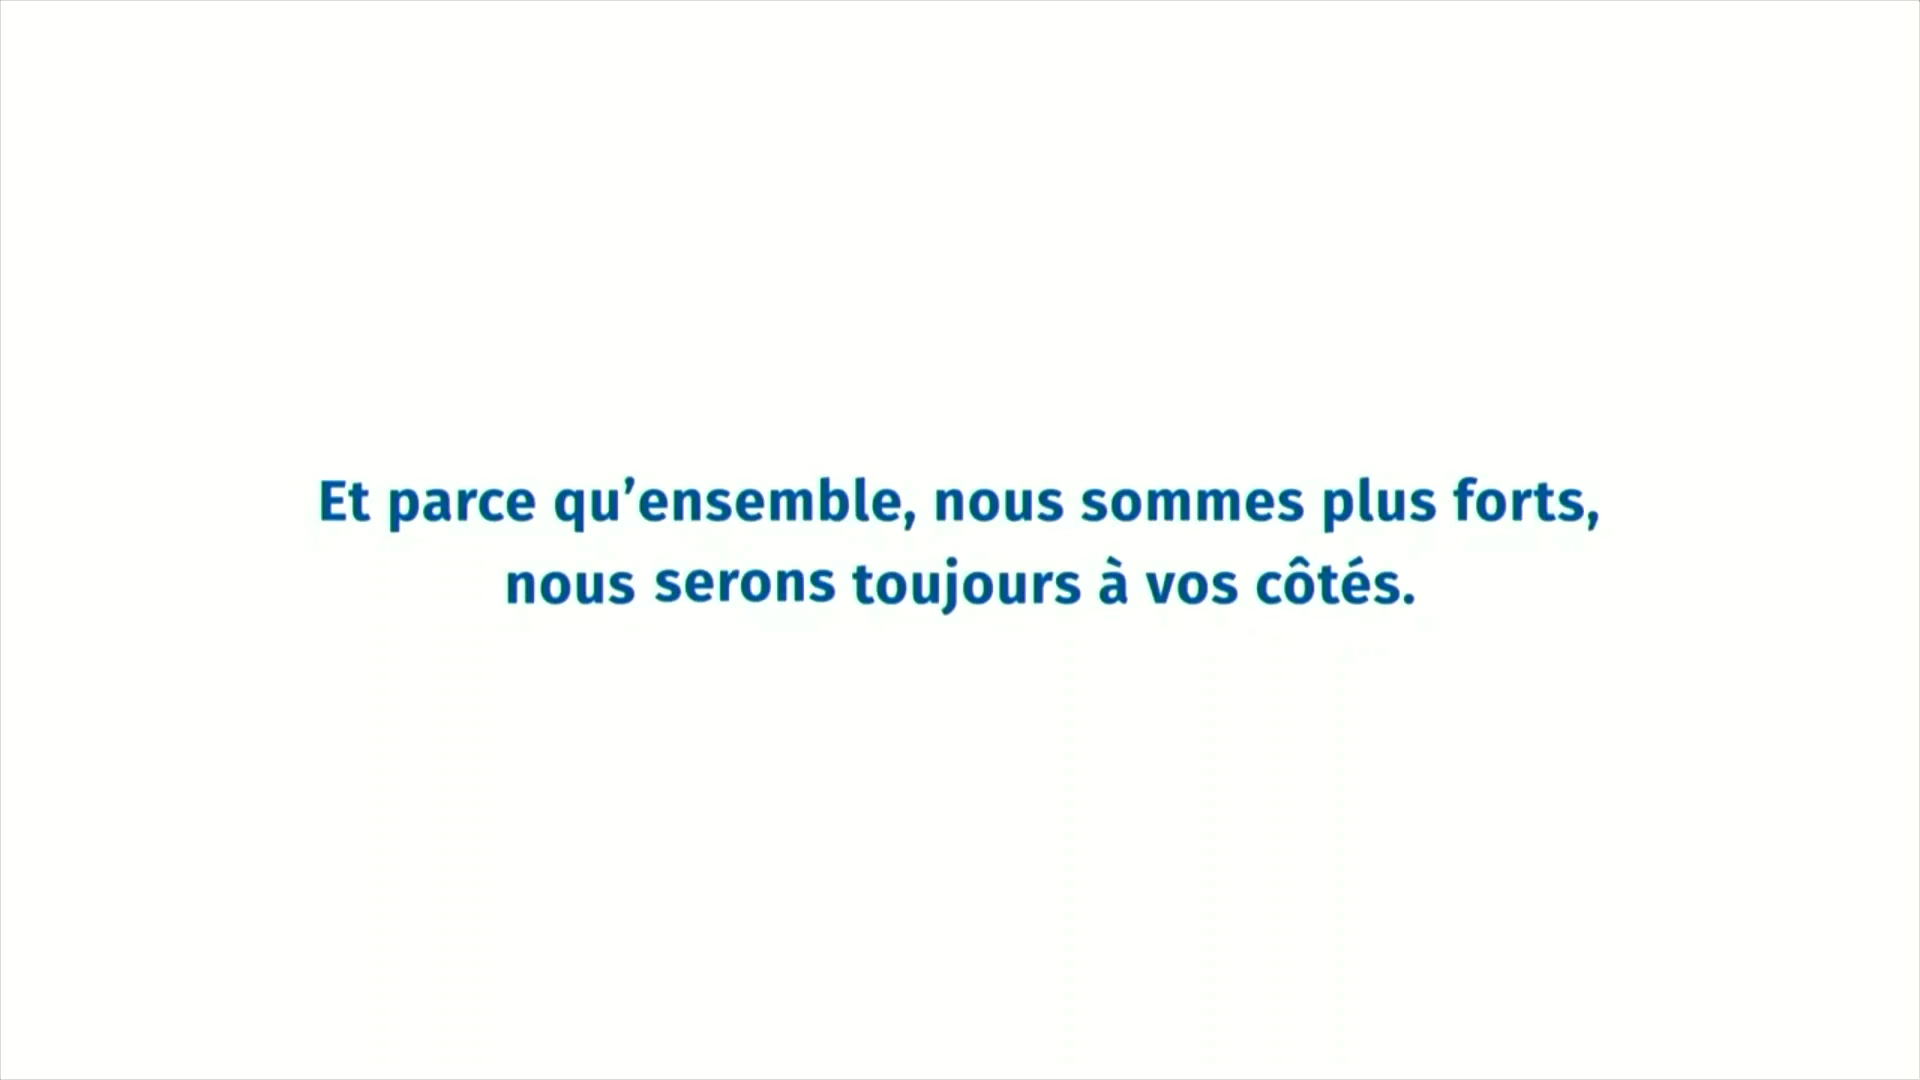 Et parce qu’ensemble, nous sommes plus forts,
nous serons toujours à vos côtés.